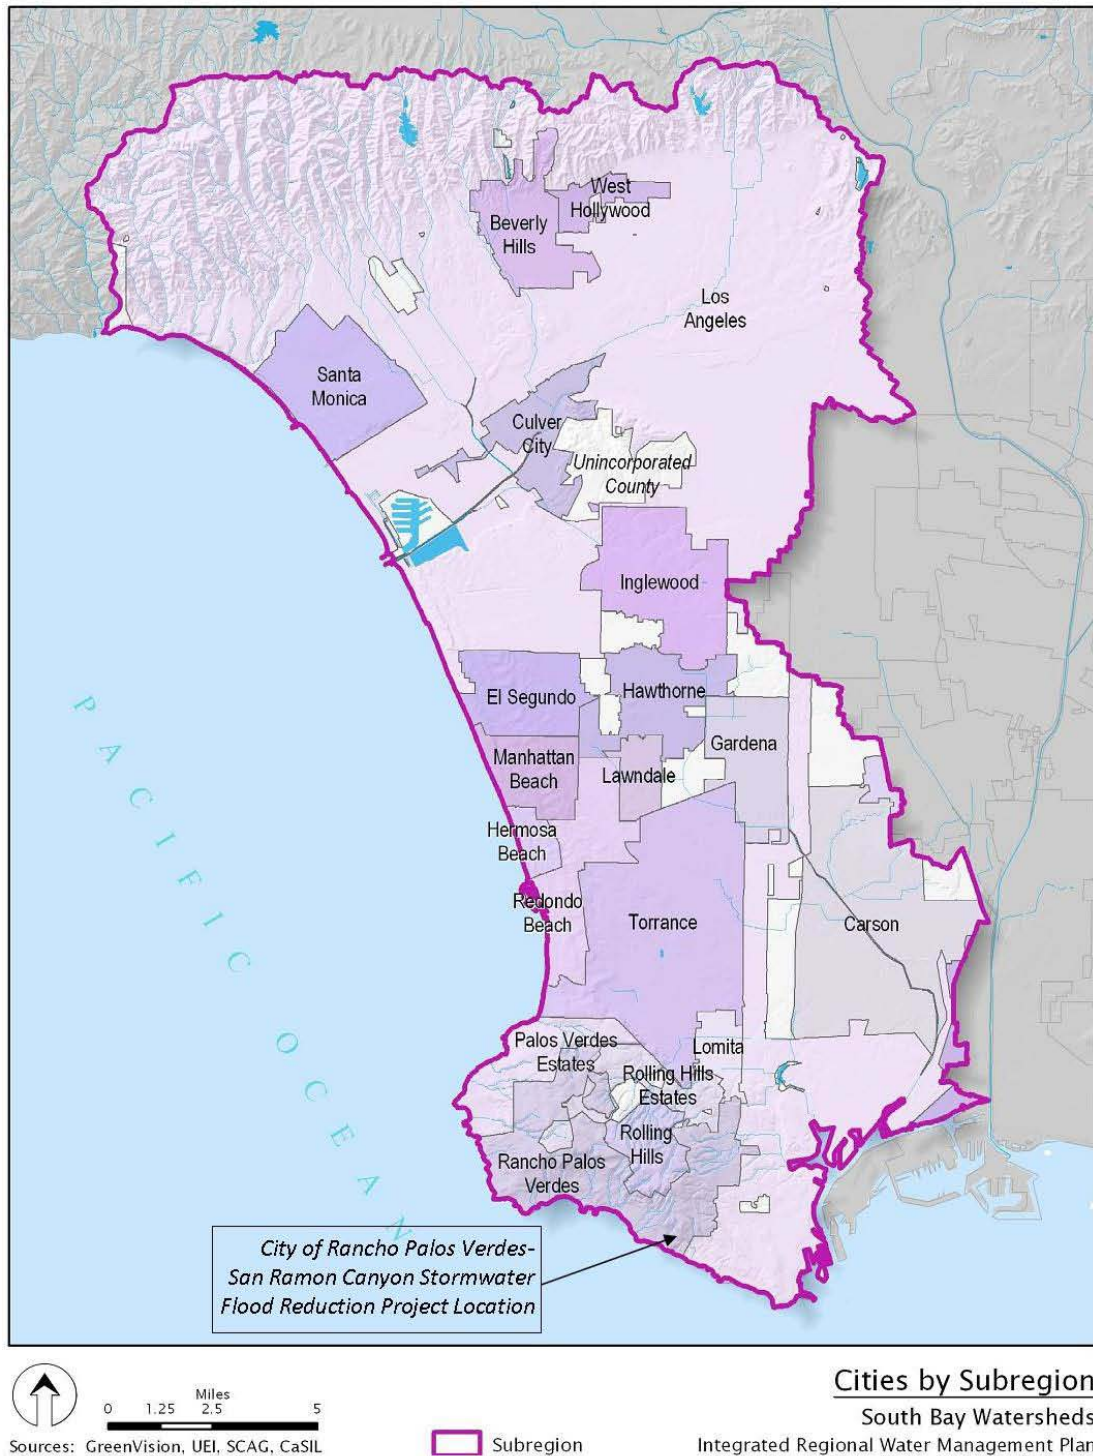 West
Hollywood
Beverly
Hills
Los
Angeles
Santa
Monica
Culver
City
Unincorporated
County
Inglewood
El Segundo
Hawthorne
Gardena
Manhattan
Beach
Lawndale
Hermosa
Beach
Redondo
Beach
Torrance
Carson
PACIFIC OCEAN
Palos Verdes
Estates
Lomita
Rolling Hills
Estates
Rolling
Hills
Rancho Palos
Verdes
City of Rancho Palos Verdes-
San Ramon Canyon Stormwater
Flood Reduction Project Location
Miles
0 1.25 2.5 5
Sources: GreenVision, UEI, SCAG, CaSIL
Subregion
Cities by Subregion
South Bay Watersheds
Integrated Regional Water Management Plan